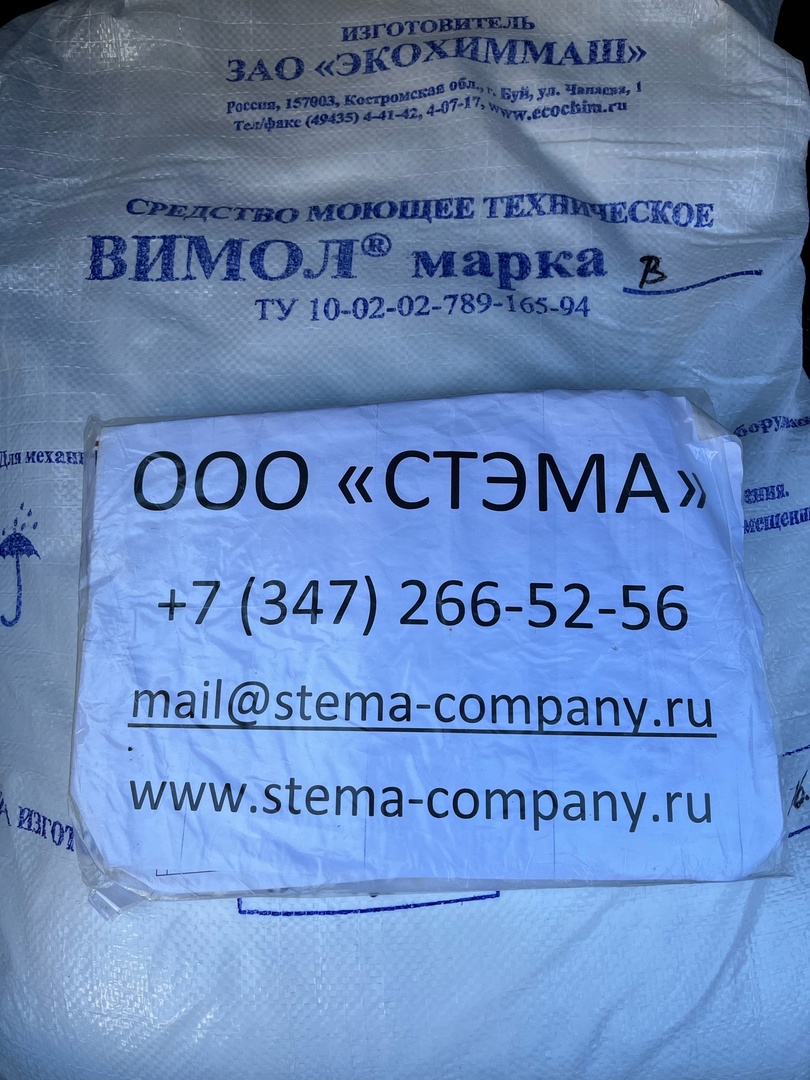 ИЗГОТОВИТЕЛЬ
ЗАО «ЭКОХИММАШ»
Россия, 157003, Костромская обл., г. Буй, ул. Чапаева, 1
Тел/факс (49435) 4-41-42, 4-07-17, www.ecochim.ru
СРЕДСТВО МОЮЩЕЕ ТЕХНИЧЕСКОЕ
ВИМОЛ® марка В
ТУ 10-02-02-789-165-94
Для механи
ООО «СТЭМА»
+7 (347) 266-52-56
mail@stema-company.ru
www.stema-company.ru